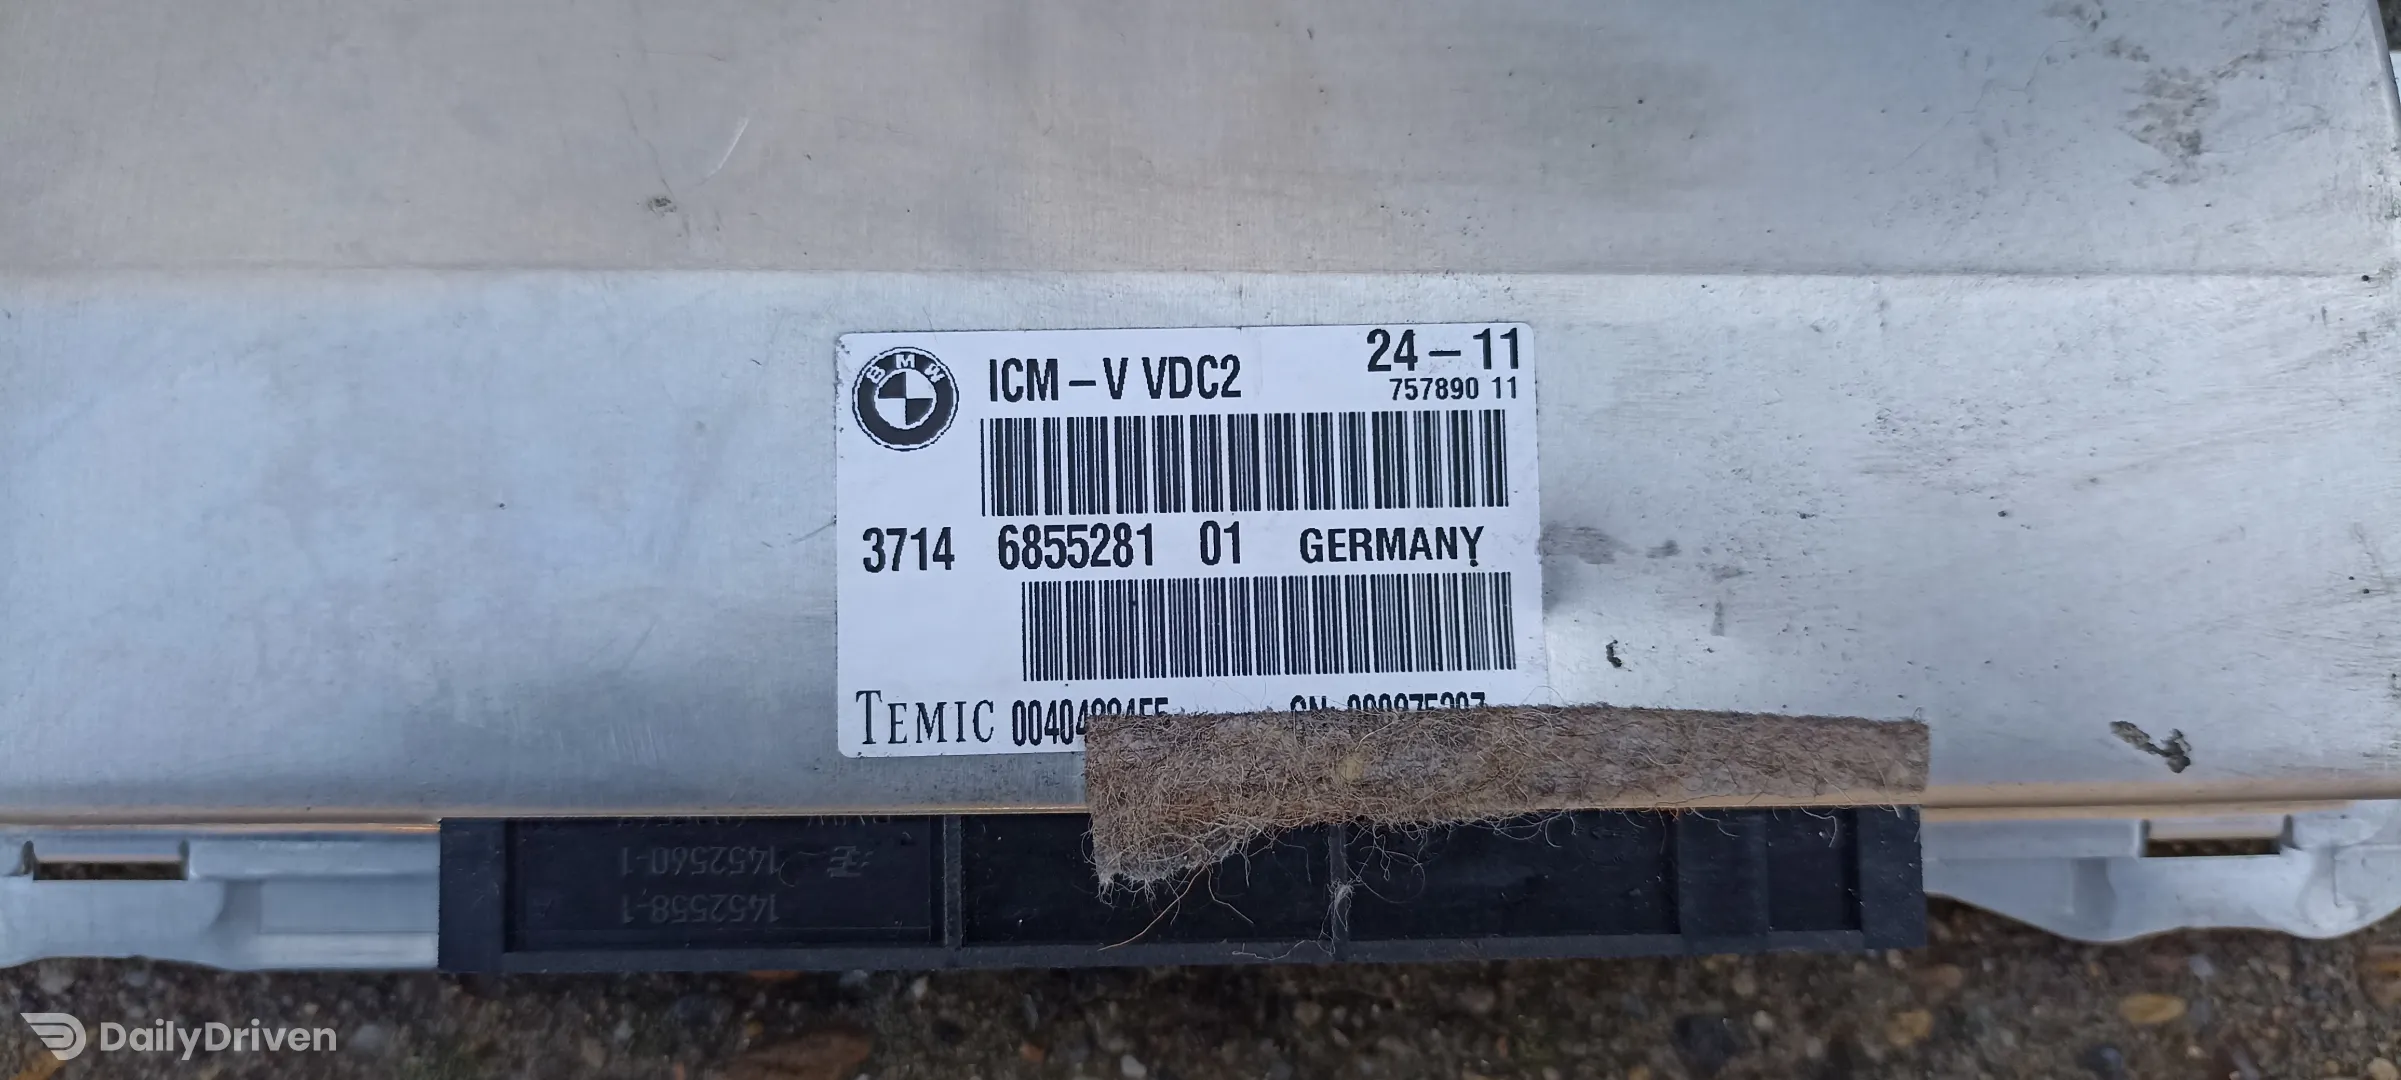 BMW
ICM – V VDC2
24 – 11
757890 11
3714 6855281 01 GERMANY
TEMIC
1452560-1
1452558-1
DailyDriven